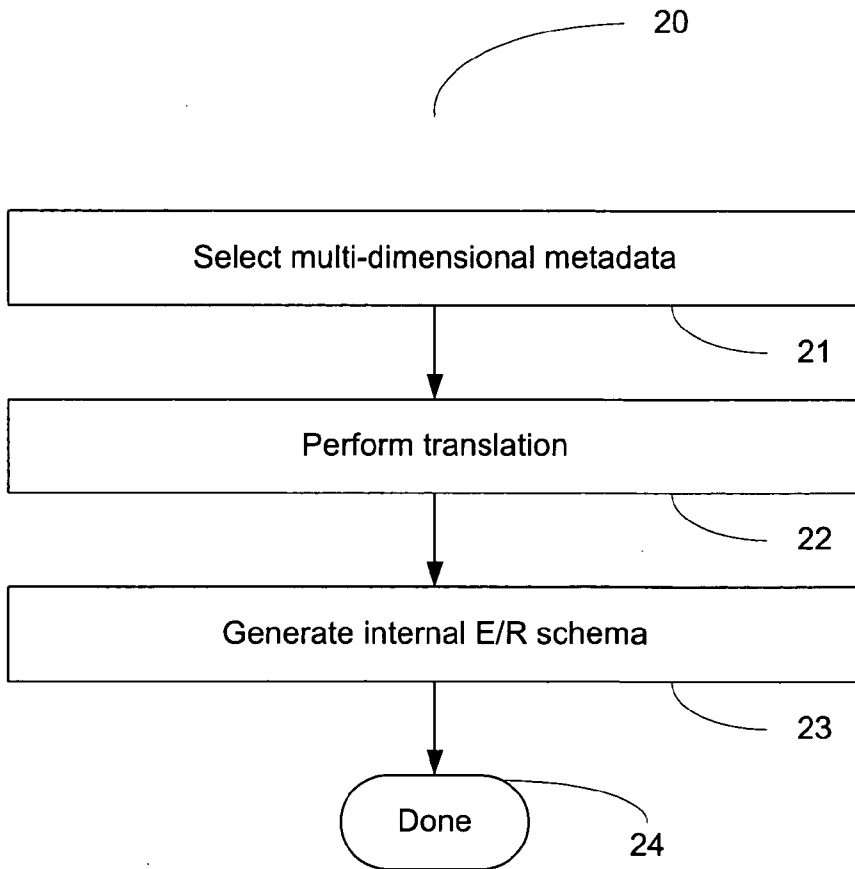 20
Select multi-dimensional metadata
21
Perform translation
22
Generate internal E/R schema
23
Done
24